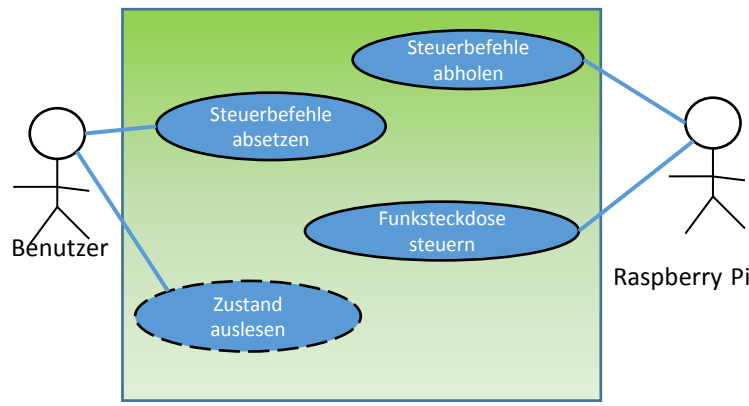 Steuerbefehle
abholen
Steuerbefehle
absetzen
Benutzer
Funksteckdose
steuern
Raspberry Pi
Zustand
auslesen